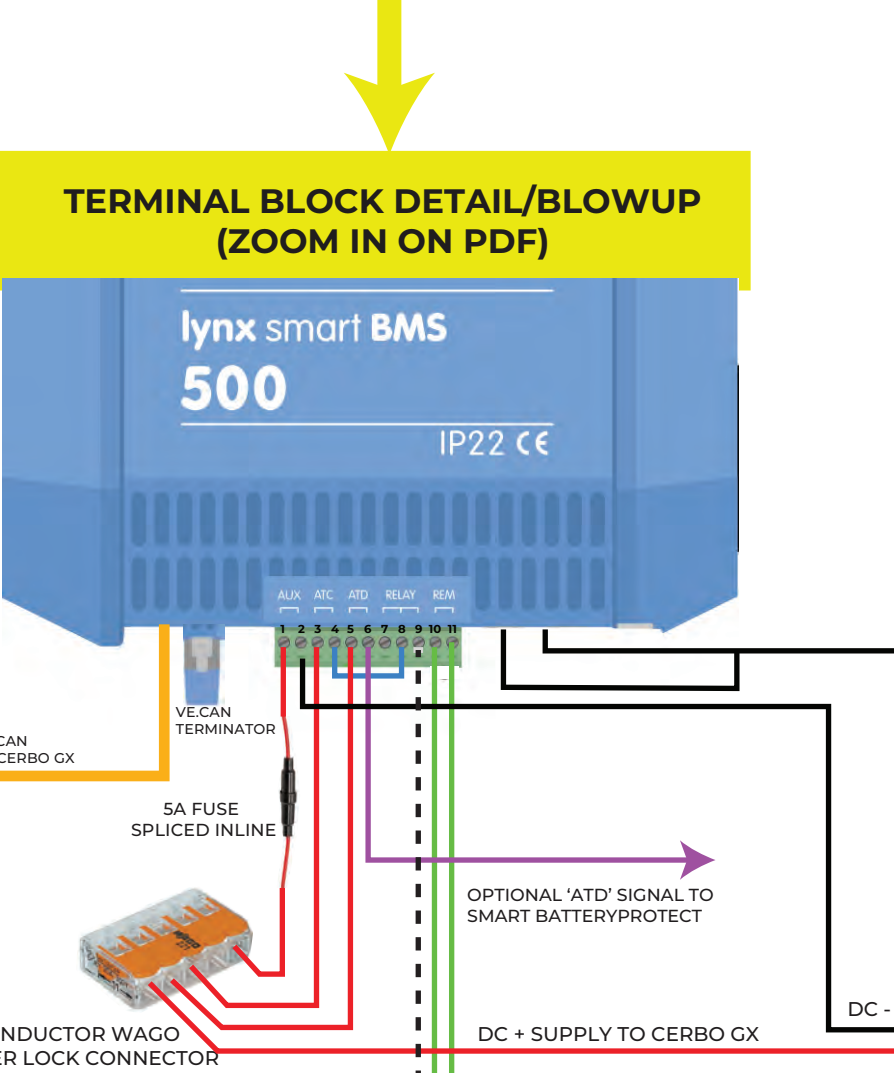 TERMINAL BLOCK DETAIL/BLOWUP
(ZOOM IN ON PDF)
lynx smart BMS
500
IP22 CE
AUX ATC ATD RELAY REM
1 2 3 4 5 6 7 8 9 10 11
VE.CAN
TERMINATOR
CAN
CERBO GX
5A FUSE
SPLICED INLINE
WAGO
OPTIONAL ‘ATD’ SIGNAL TO
SMART BATTERYPROTECT
DC -
NDUCTOR WAGO
ER LOCK CONNECTOR
DC + SUPPLY TO CERBO GX